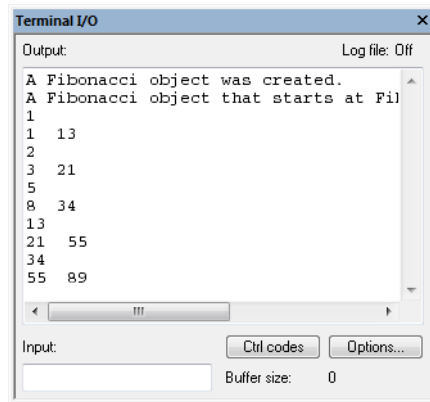 Terminal I/O
Output: Log file: Off
A Fibonacci object was created.
A Fibonacci object that starts at
1
1 13
2
3 21
5
8 34
13
21 55
34
55 89
Input: Ctrl codes Options...
Buffer size: 0